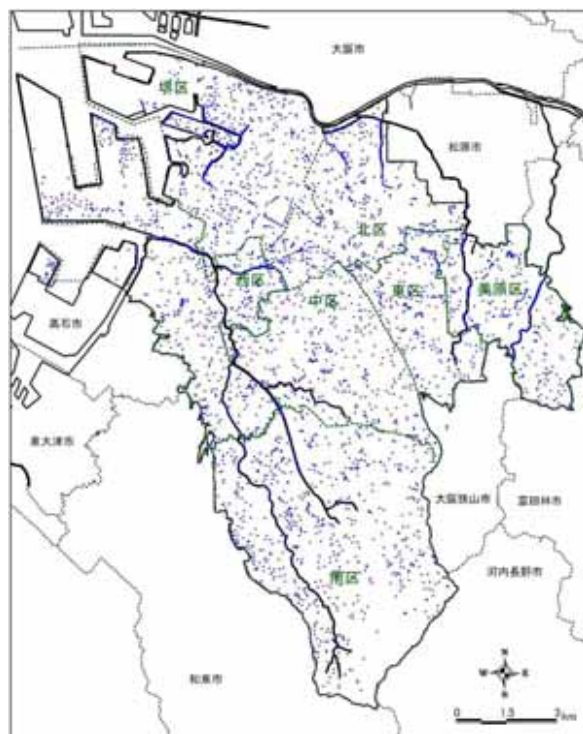 大阪市
堺区
松原市
北区
西区
中区
東区
美原区
高石市
泉大津市
大阪狭山市
富田林市
河内長野市
南区
和泉市
N
W E
S
0 1.5 3 km